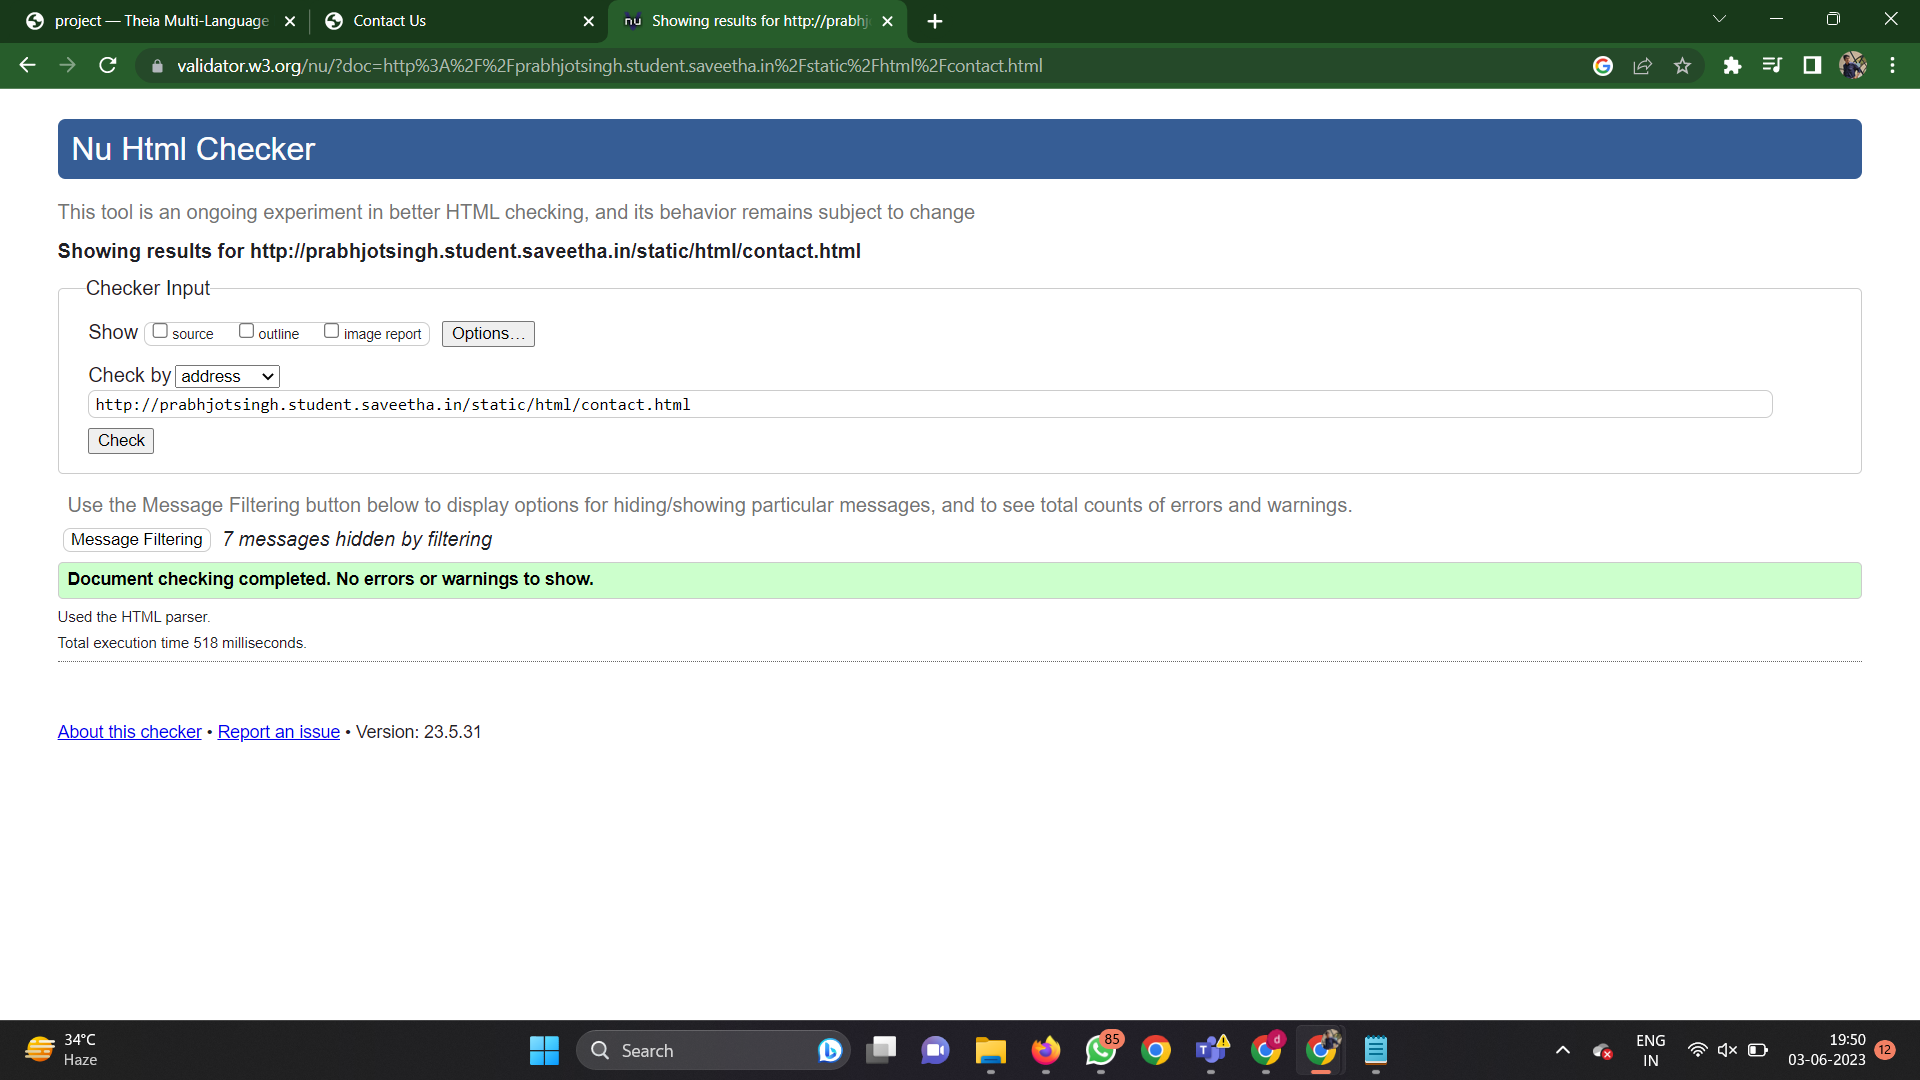 project — Theia Multi-Language
Contact Us
nu Showing results for http://prabhj
validator.w3.org/nu/?doc=http%3A%2F%2Fprabhjotsingh.student.saveetha.in%2Fstatic%2Fhtml%2Fcontact.html
Nu Html Checker
This tool is an ongoing experiment in better HTML checking, and its behavior remains subject to change
Showing results for http://prabhjotsingh.student.saveetha.in/static/html/contact.html
Checker Input
Show source outline image report Options...
Check by address
http://prabhjotsingh.student.saveetha.in/static/html/contact.html
Check
Use the Message Filtering button below to display options for hiding/showing particular messages, and to see total counts of errors and warnings.
Message Filtering 7 messages hidden by filtering
Document checking completed. No errors or warnings to show.
Used the HTML parser.
Total execution time 518 milliseconds.
About this checker • Report an issue • Version: 23.5.31
34°C
Haze
Search
85
T
d
ENG
IN
19:50
03-06-2023
12